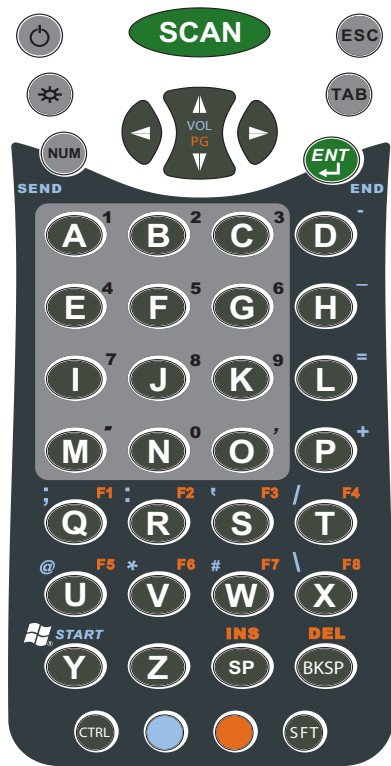 SCAN
ESC
TAB
VOL
PG
NUM
ENT
SEND
END
A 1 B 2 C 3 D -
E 4 F 5 G 6 H _
I 7 J 8 K 9 L =
M N 0 O , P +
; F1 : F2 F3 / F4
Q R S T
@ F5 * F6 # F7 \ F8
U V W X
START INS DEL
Y Z SP BKSP
CTRL SFT